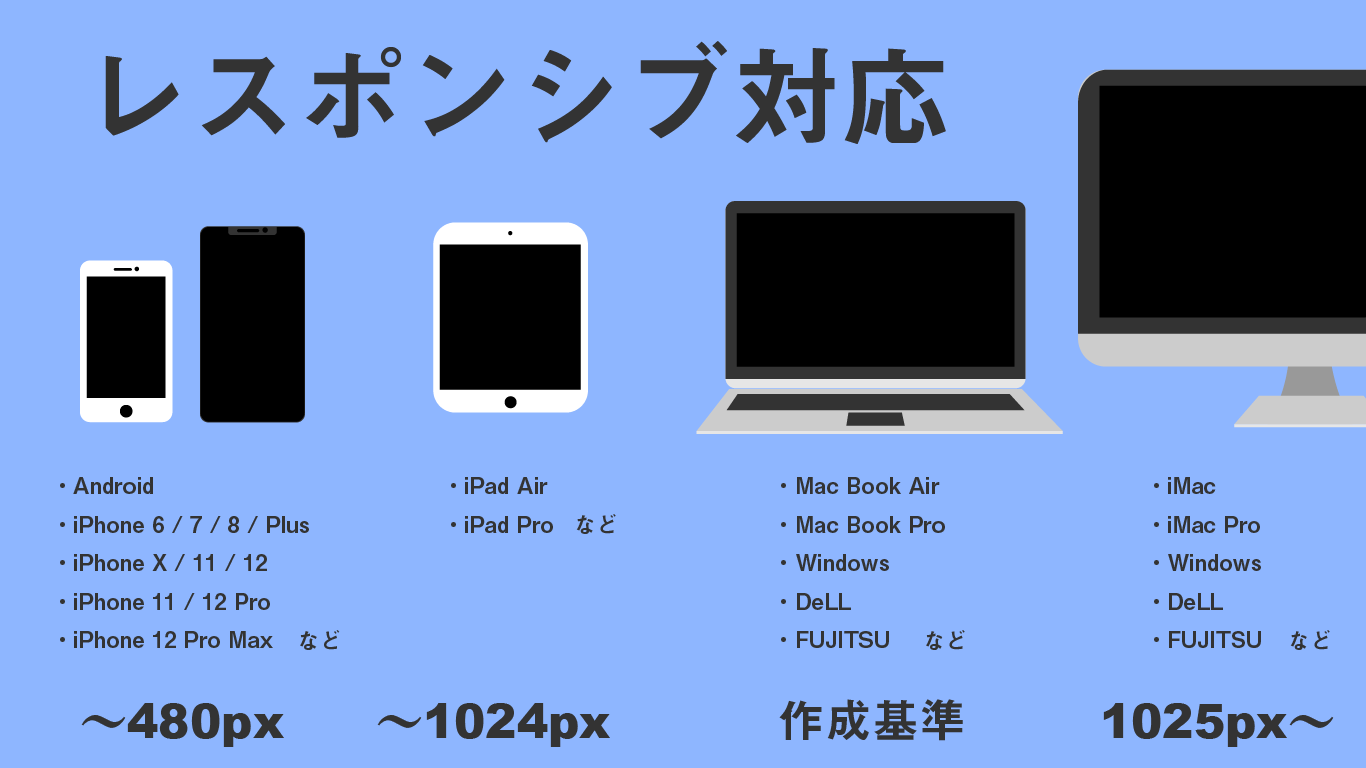 レスポンシブ対応
・Android
・iPhone 6 / 7 / 8 / Plus
・iPhone X / 11 / 12
・iPhone 11 / 12 Pro
・iPhone 12 Pro Max　など
〜480px
・iPad Air
・iPad Pro　など
〜1024px
・Mac Book Air
・Mac Book Pro
・Windows
・DeLL
・FUJITSU　など
作成基準
・iMac
・iMac Pro
・Windows
・DeLL
・FUJITSU　など
1025px〜